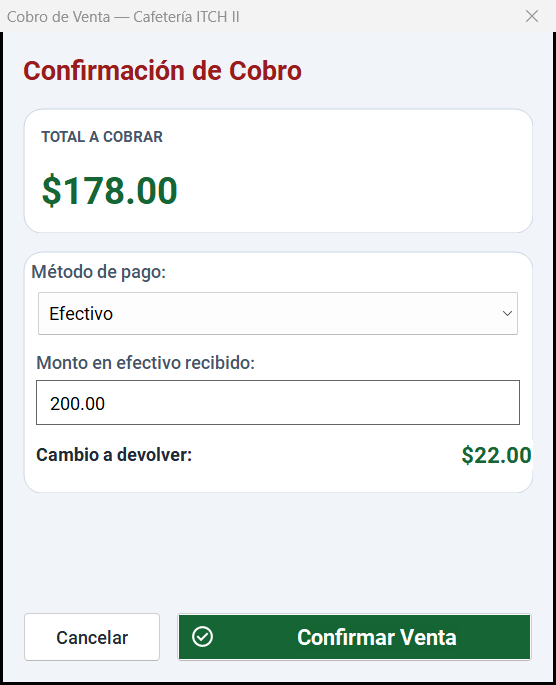 Cobro de Venta — Cafetería ITCH II
Confirmación de Cobro
TOTAL A COBRAR
$178.00
Método de pago:
Efectivo
Monto en efectivo recibido:
200.00
Cambio a devolver: $22.00
Cancelar
Confirmar Venta